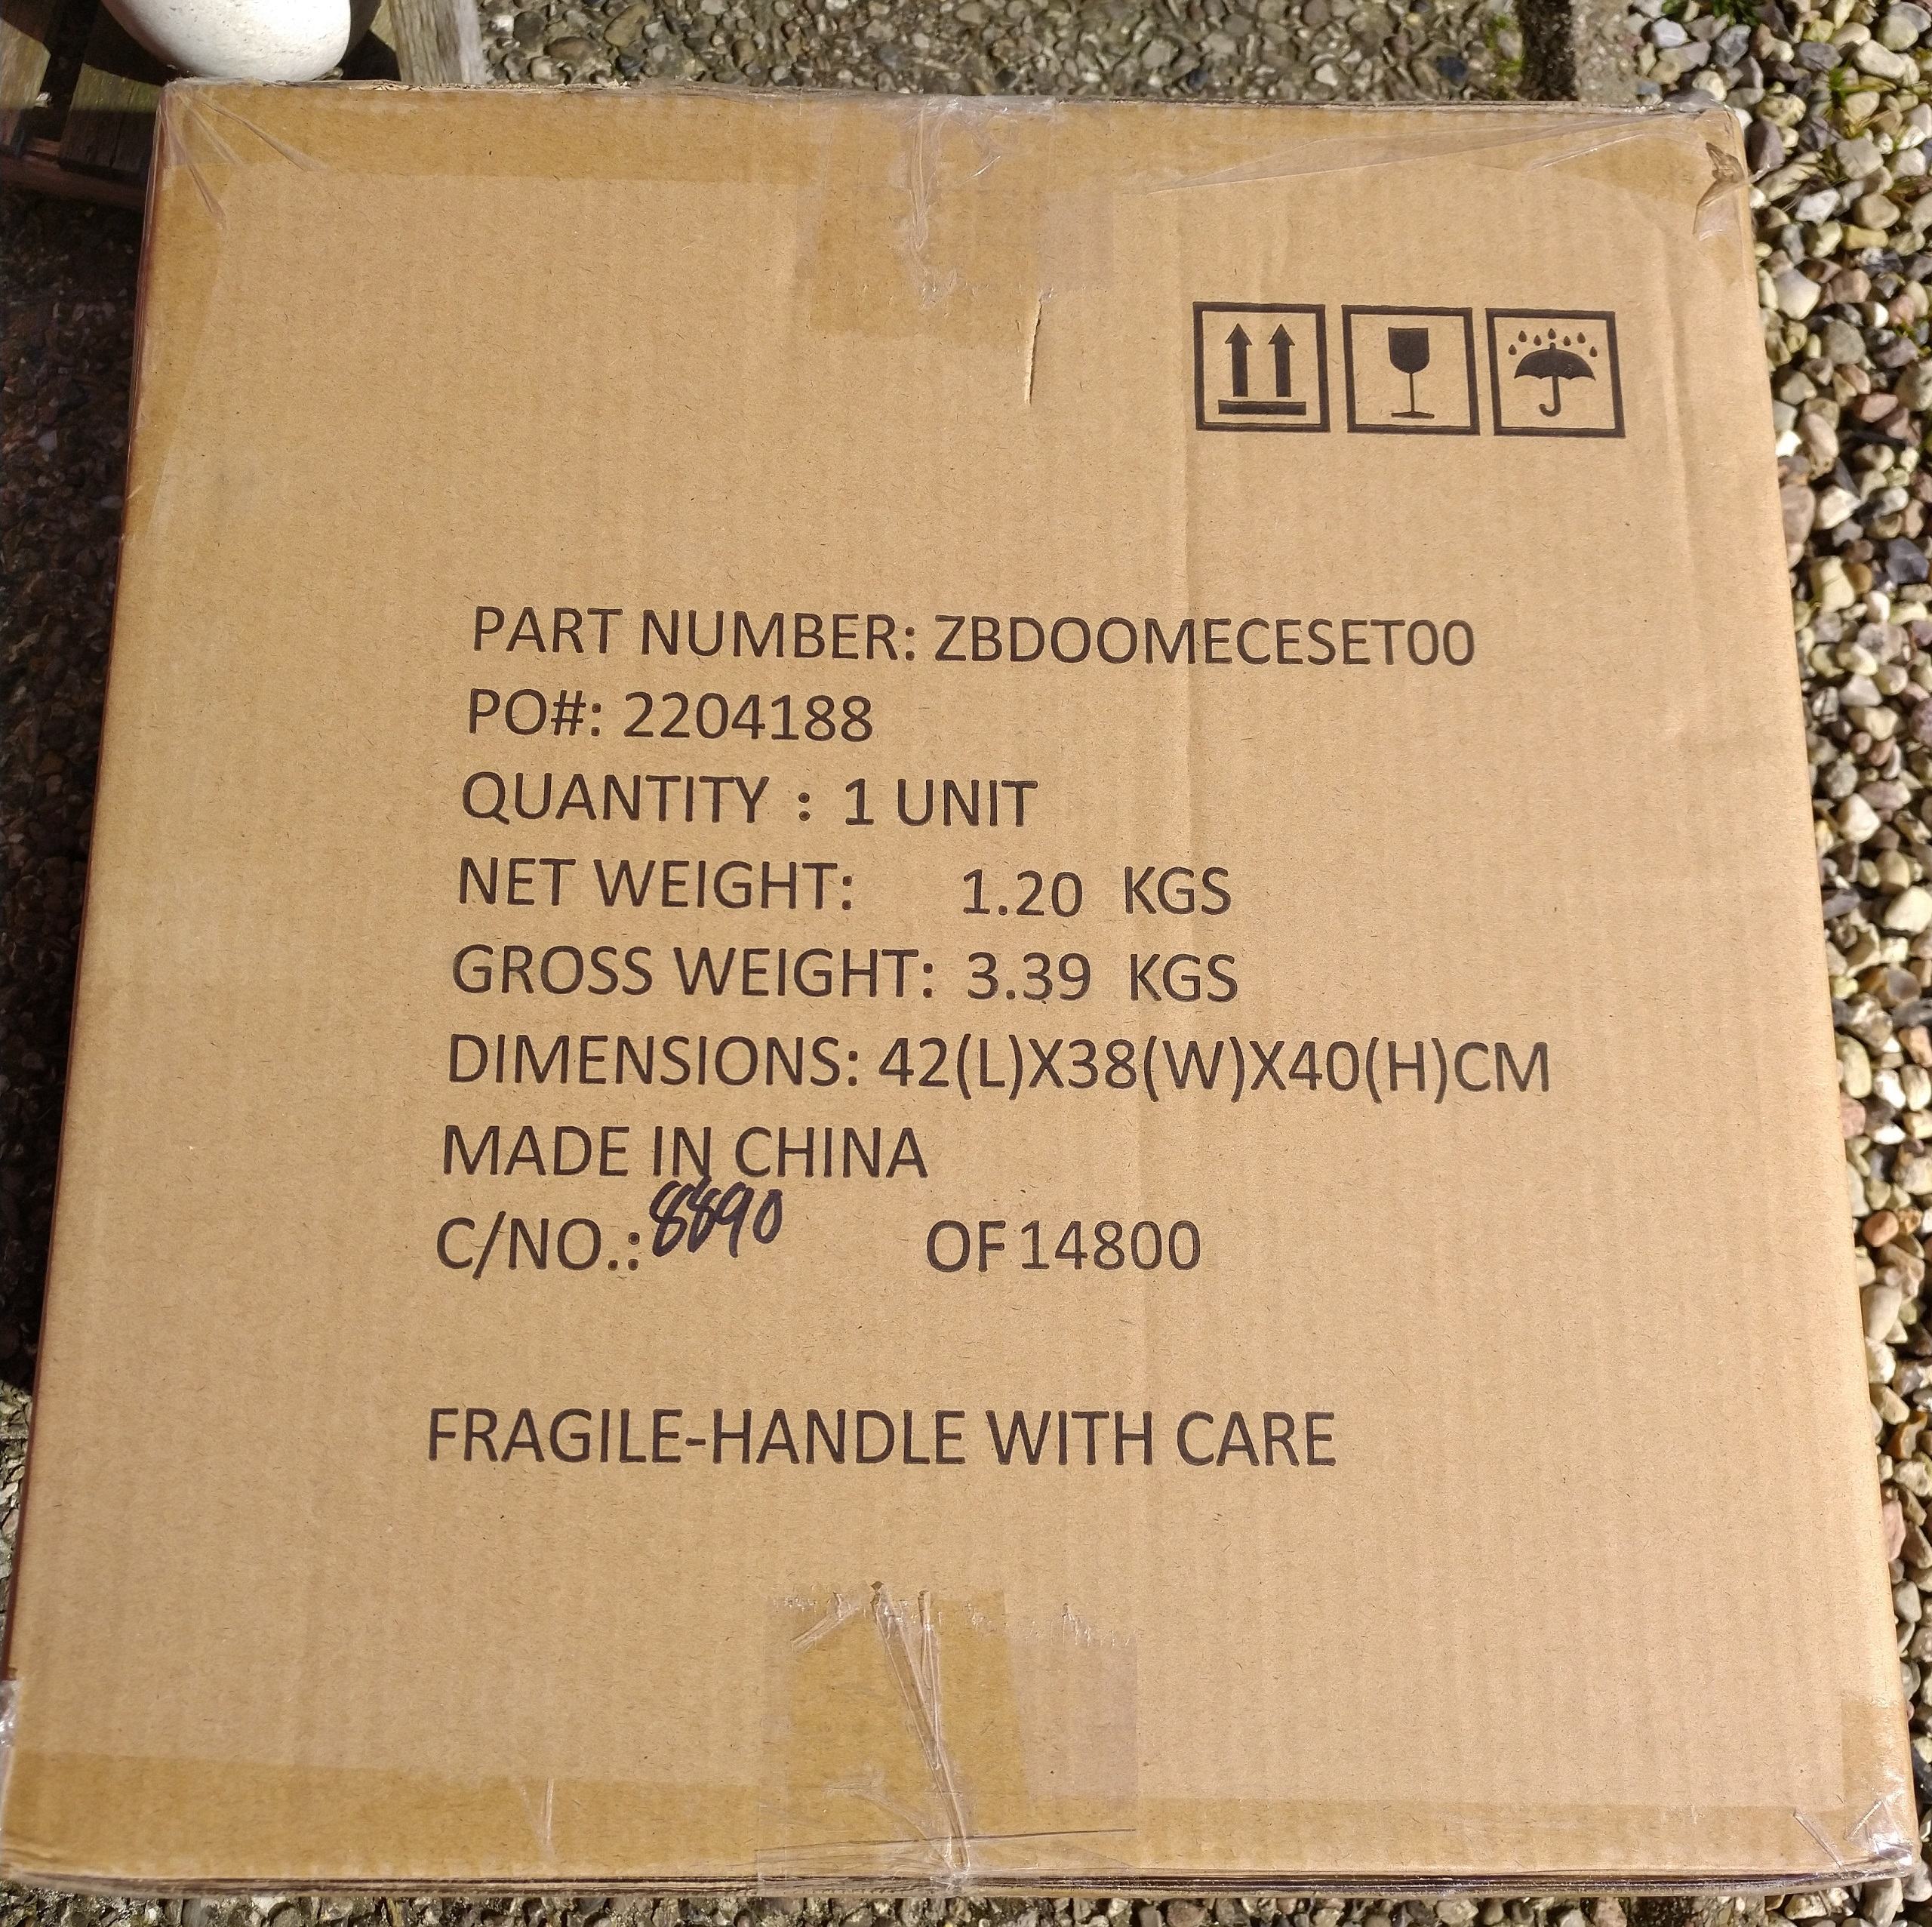 PART NUMBER: ZBDOOMECESET00
PO#: 2204188
QUANTITY : 1 UNIT
NET WEIGHT: 1.20 KGS
GROSS WEIGHT: 3.39 KGS
DIMENSIONS: 42(L)X38(W)X40(H)CM
MADE IN CHINA
C/NO.: 8890 OF 14800
FRAGILE-HANDLE WITH CARE